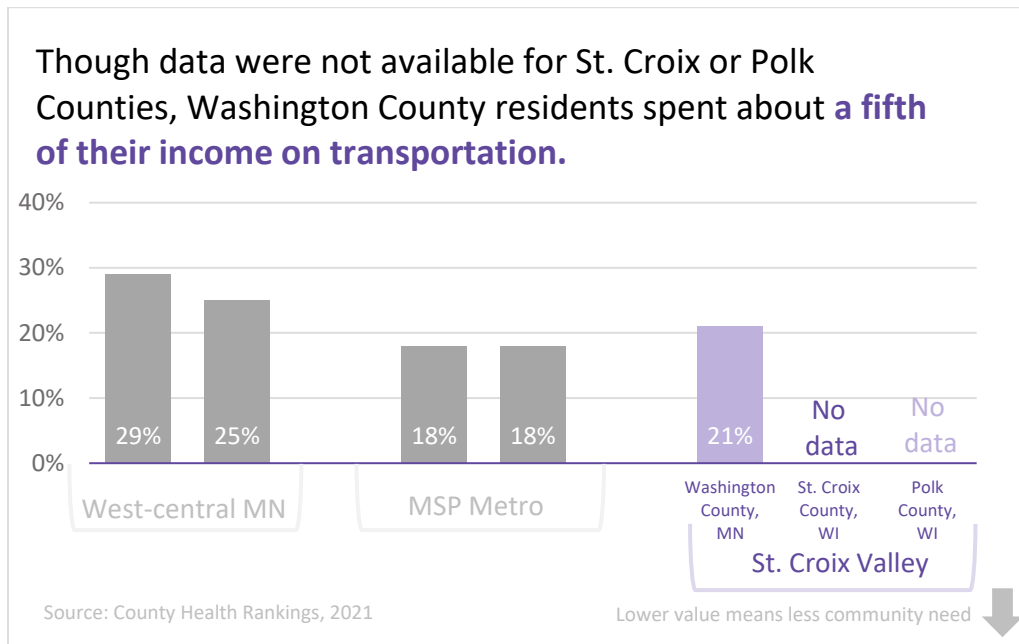 Though data were not available for St. Croix or Polk
Counties, Washington County residents spent about a fifth
of their income on transportation.
40%
30%
20%
10%
0%
29%
25%
18%
18%
21%
No
data
No
data
West-central MN
MSP Metro
Washington
County,
MN
St. Croix
County,
WI
Polk
County,
WI
St. Croix Valley
Source: County Health Rankings, 2021
Lower value means less community need